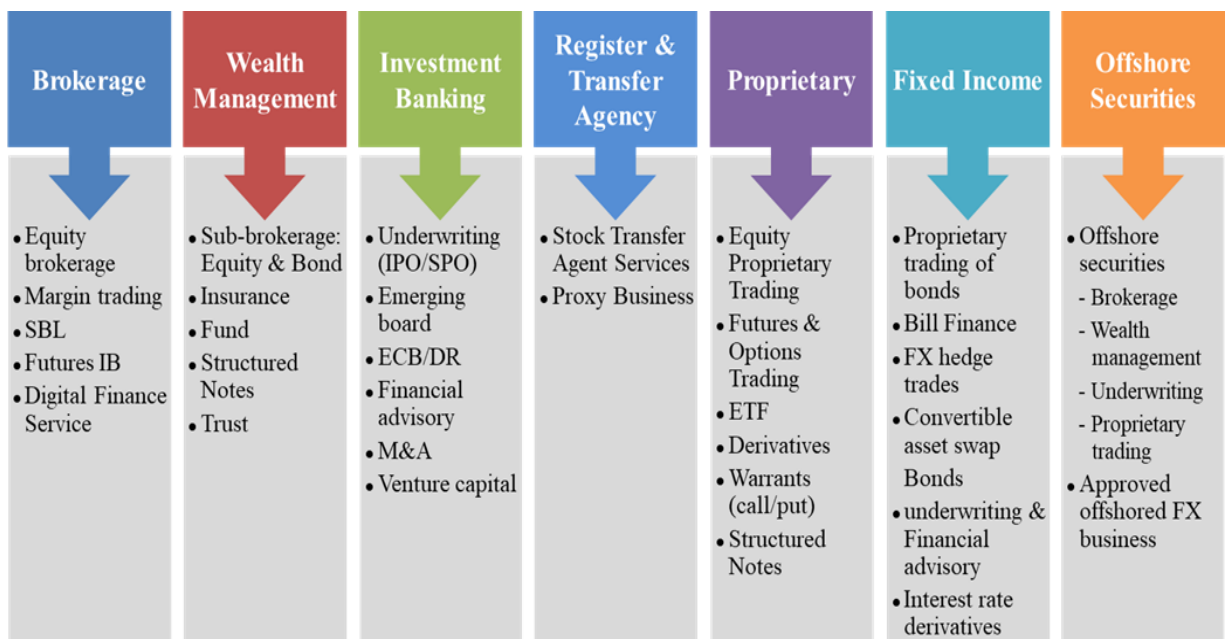 Brokerage
Wealth
Management
Investment
Banking
Register &
Transfer
Agency
Proprietary
Fixed Income
Offshore
Securities
• Equity
brokerage
• Margin trading
• SBL
• Futures IB
• Digital Finance
Service
• Sub-brokerage:
Equity & Bond
• Insurance
• Fund
• Structured
Notes
• Trust
• Underwriting
(IPO/SPO)
• Emerging
board
• ECB/DR
• Financial
advisory
• M&A
• Venture capital
• Stock Transfer
Agent Services
• Proxy Business
• Equity
Proprietary
Trading
• Futures &
Options
Trading
• ETF
• Derivatives
• Warrants
(call/put)
• Structured
Notes
• Proprietary
trading of
bonds
• Bill Finance
• FX hedge
trades
• Convertible
asset swap
Bonds
• underwriting &
Financial
advisory
• Interest rate
derivatives
• Offshore
securities
- Brokerage
- Wealth
management
- Underwriting
- Proprietary
trading
• Approved
offshored FX
business